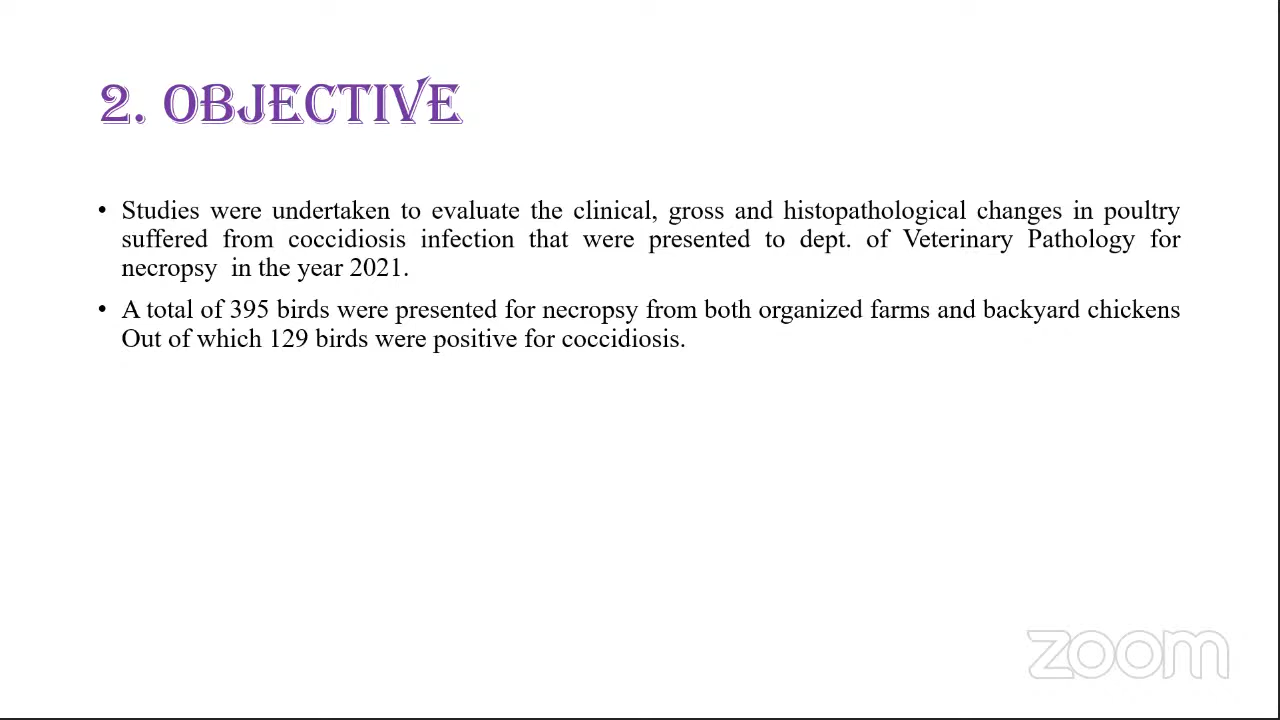 2. OBJECTIVE
• Studies were undertaken to evaluate the clinical, gross and histopathological changes in poultry
suffered from coccidiosis infection that were presented to dept. of Veterinary Pathology for
necropsy  in the year 2021.
• A total of 395 birds were presented for necropsy from both organized farms and backyard chickens
Out of which 129 birds were positive for coccidiosis.
zoom